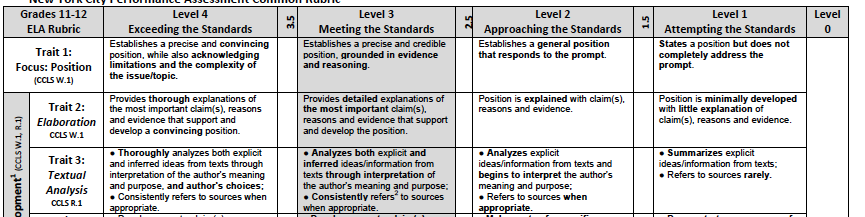 New York City Performance Assessment Common Rubric
Grades 11-12
ELA Rubric
Level 4
Exceeding the Standards
3.5
Level 3
Meeting the Standards
2.5
Level 2
Approaching the Standards
1.5
Level 1
Attempting the Standards
Level
0
Trait 1:
Focus: Position
(CCLS W.1)
Establishes a precise and convincing
position, while also acknowledging
limitations and the complexity of
the issue/topic.
Establishes a precise and credible
position, grounded in evidence
and reasoning.
Establishes a general position
that responds to the prompt.
States a position but does not
completely address the
prompt.
opment¹ (CCLS W.1, R.1)
Trait 2:
Elaboration
CCLS W.1
Provides thorough explanations of
the most important claim(s), reasons
and evidence that support and
develop a convincing position.
Provides detailed explanations of
the most important claim(s),
reasons and evidence that support
and develop the position.
Position is explained with claim(s),
reasons and evidence.
Position is minimally developed
with little explanation of
claim(s), reasons and evidence.
Trait 3:
Textual
Analysis
CCLS R.1
• Thoroughly analyzes both explicit
and inferred ideas from texts through
interpretation of the author's meaning
and purpose, and author's choices;
• Consistently refers to sources when
appropriate.
• Analyzes both explicit and
inferred ideas/information from
texts through interpretation of
the author's meaning and purpose;
• Consistently refers² to sources
when appropriate.
• Analyzes explicit
ideas/information from texts and
begins to interpret the author's
meaning and purpose;
• Refers to sources when
appropriate.
• Summarizes explicit
ideas/information from texts;
• Refers to sources rarely.